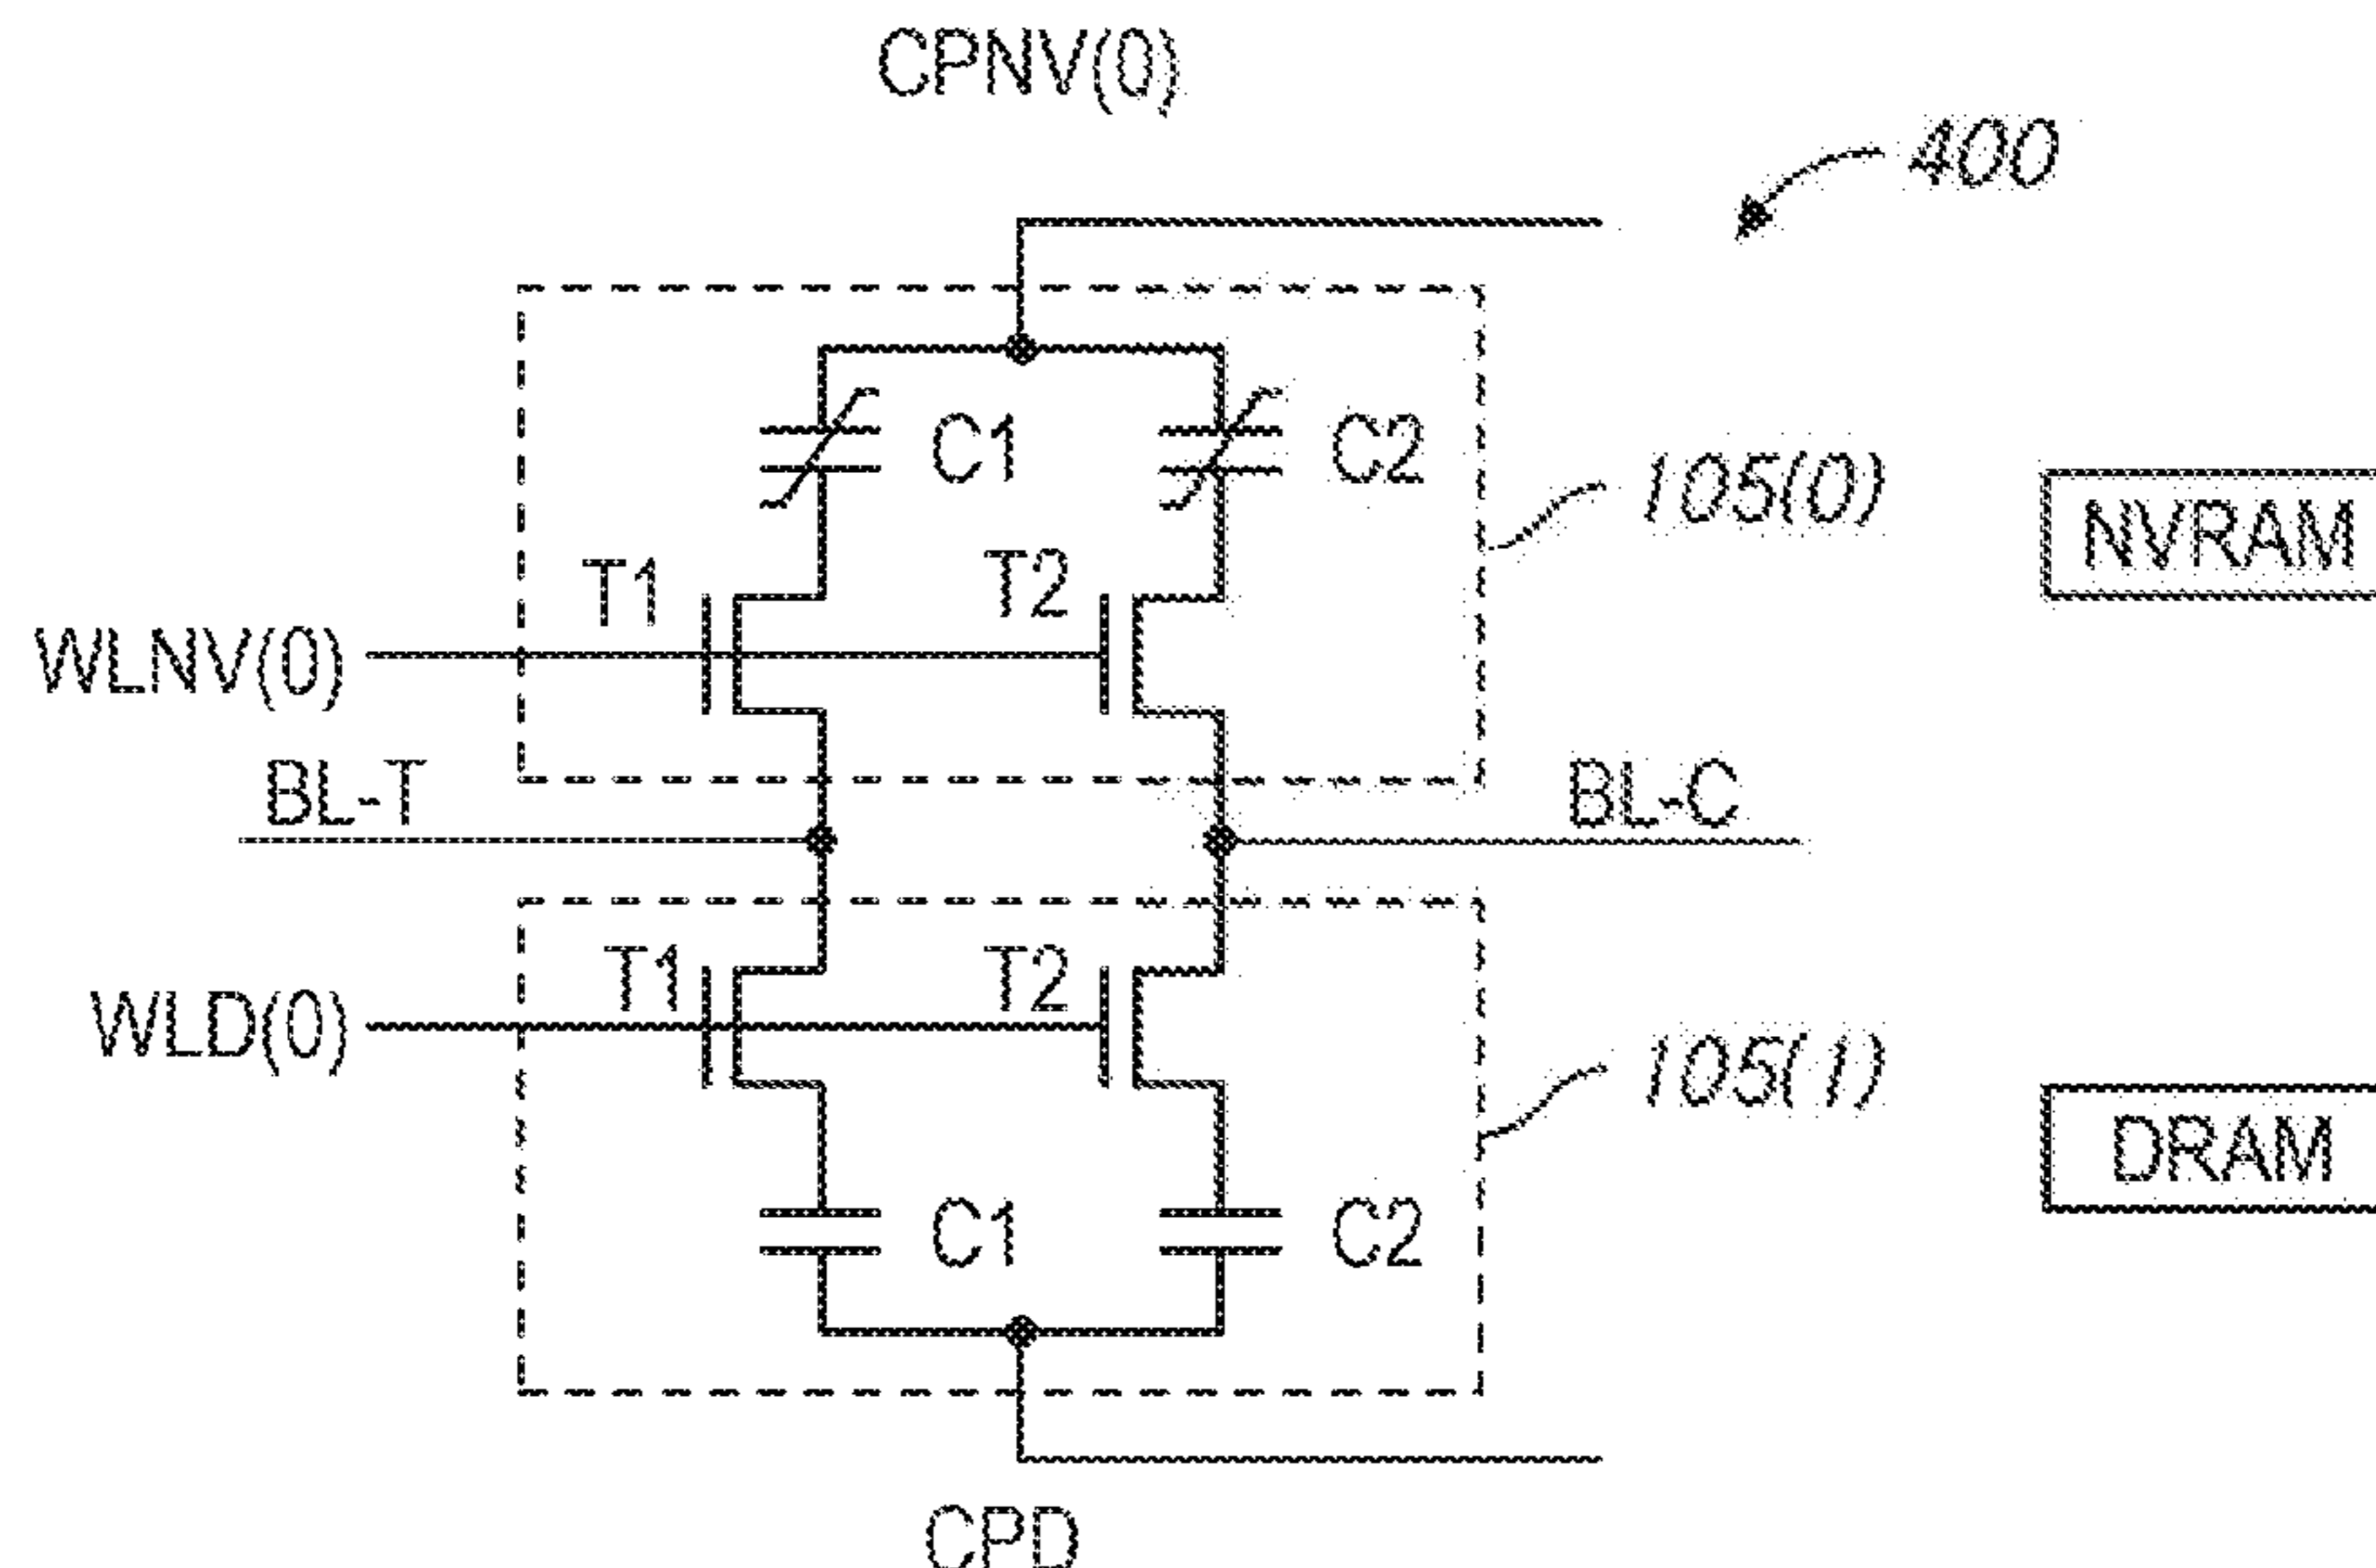 CPNV(0)
400
C1
C2
105(0)
NVRAM
T1
T2
WLNV(0)
BL-T
BL-C
T1
T2
WLD(0)
105(1)
DRAM
C1
C2
CPD